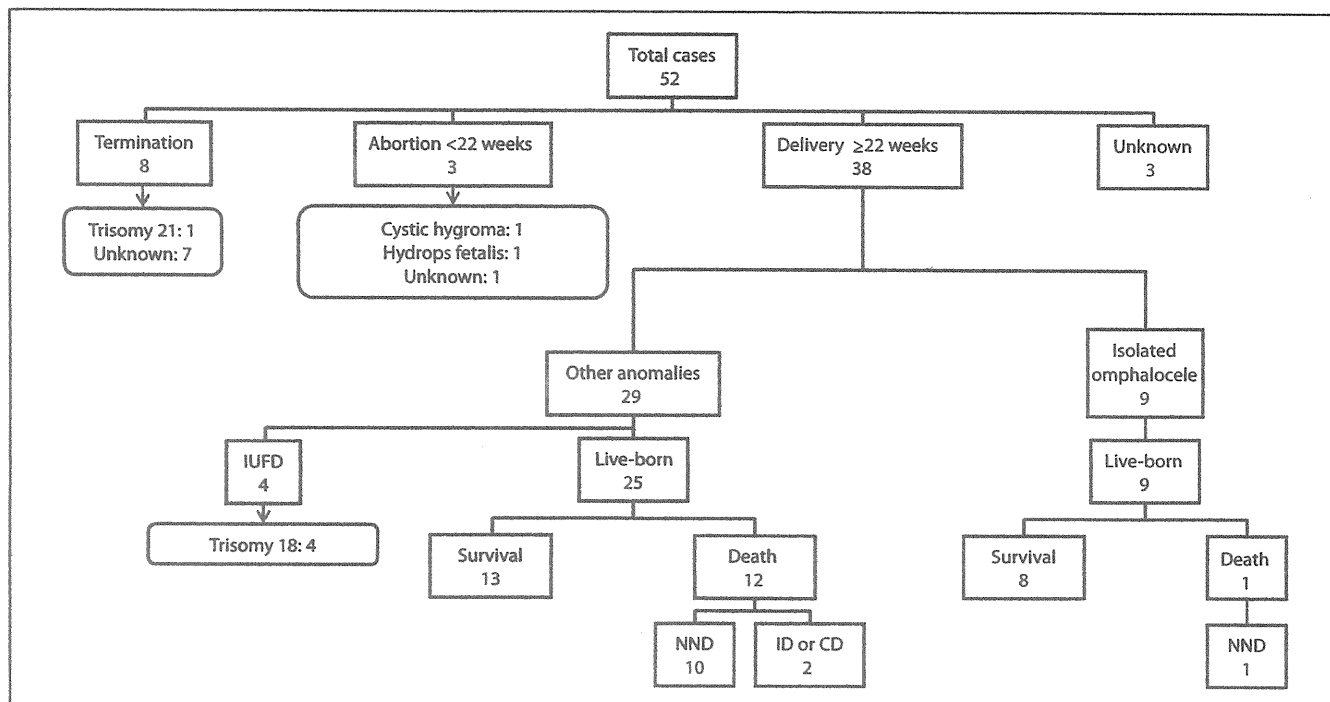 Total cases
52
Termination
8
Abortion <22 weeks
3
Delivery ≥22 weeks
38
Unknown
3
Trisomy 21: 1
Unknown: 7
Cystic hygroma: 1
Hydrops fetalis: 1
Unknown: 1
Other anomalies
29
Isolated
omphalocele
9
IUFD
4
Live-born
25
Live-born
9
Trisomy 18: 4
Survival
13
Death
12
Survival
8
Death
1
NND
10
ID or CD
2
NND
1